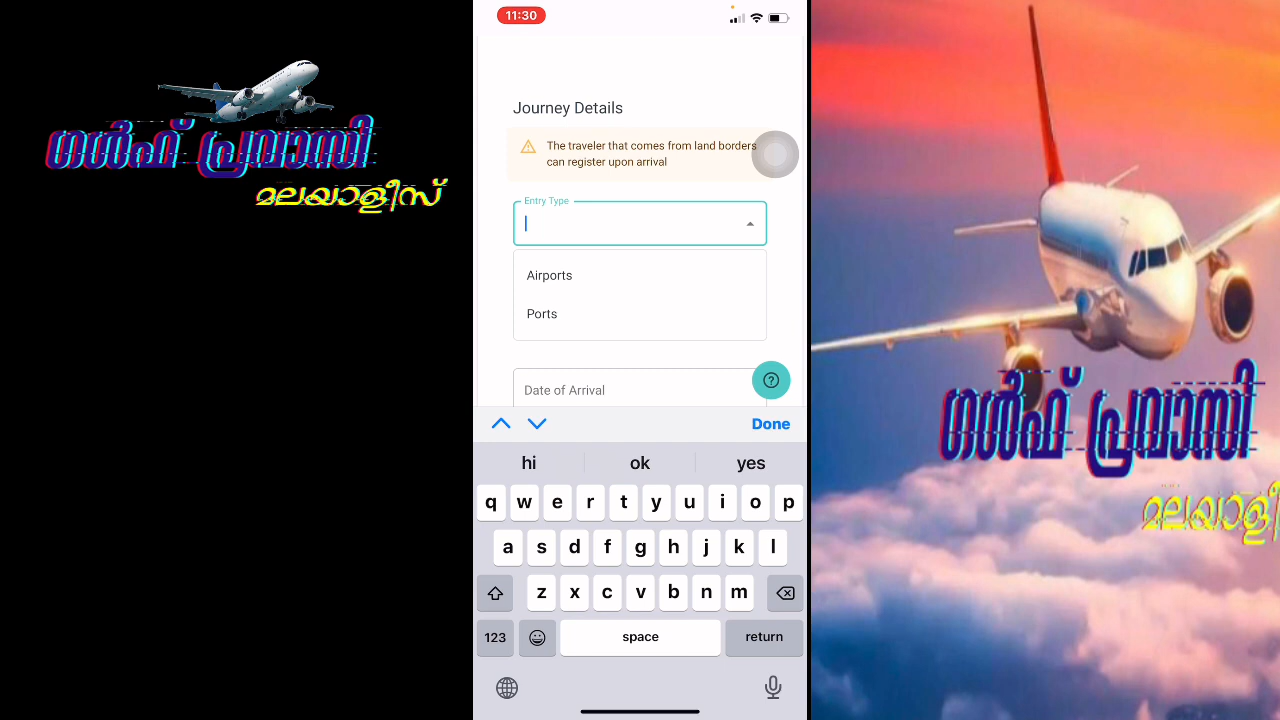 ഗൾഫ് പ്രവാസി
മലയാളീസ്
11:30
Journey Details
The traveler that comes from land borders
can register upon arrival
Entry Type
Airports
Ports
Date of Arrival
Done
hi ok yes
q w e r t y u i o p
a s d f g h j k l
z x c v b n m
123 space return
ഗൾഫ് പ്രവാസി
മലയാളീ